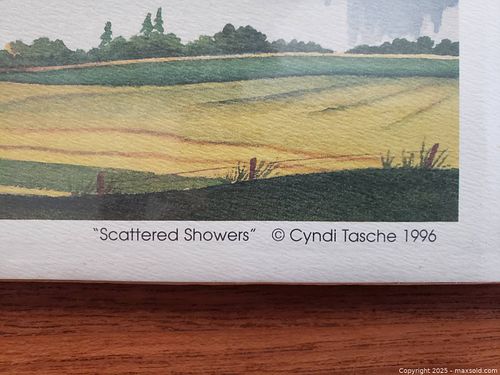 “Scattered Showers” © Cyndi Tasche 1996
Copyright 2025 - maxsold.com